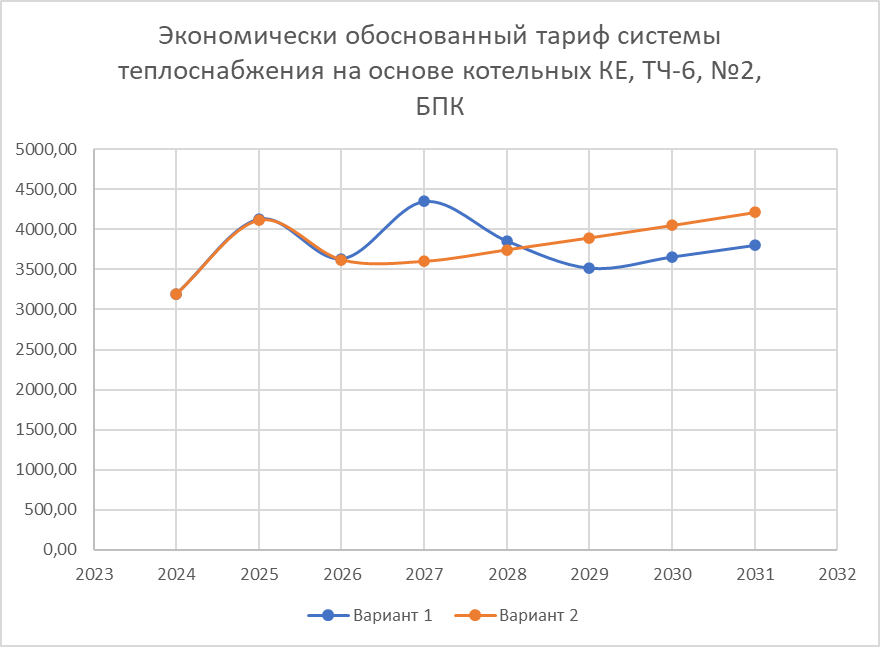 Экономически обоснованный тариф системы
теплоснабжения на основе котельных КЕ, ТЧ-6, №2,
БПК
5000,00
4500,00
4000,00
3500,00
3000,00
2500,00
2000,00
1500,00
1000,00
500,00
0,00
2023 2024 2025 2026 2027 2028 2029 2030 2031 2032
Вариант 1 Вариант 2